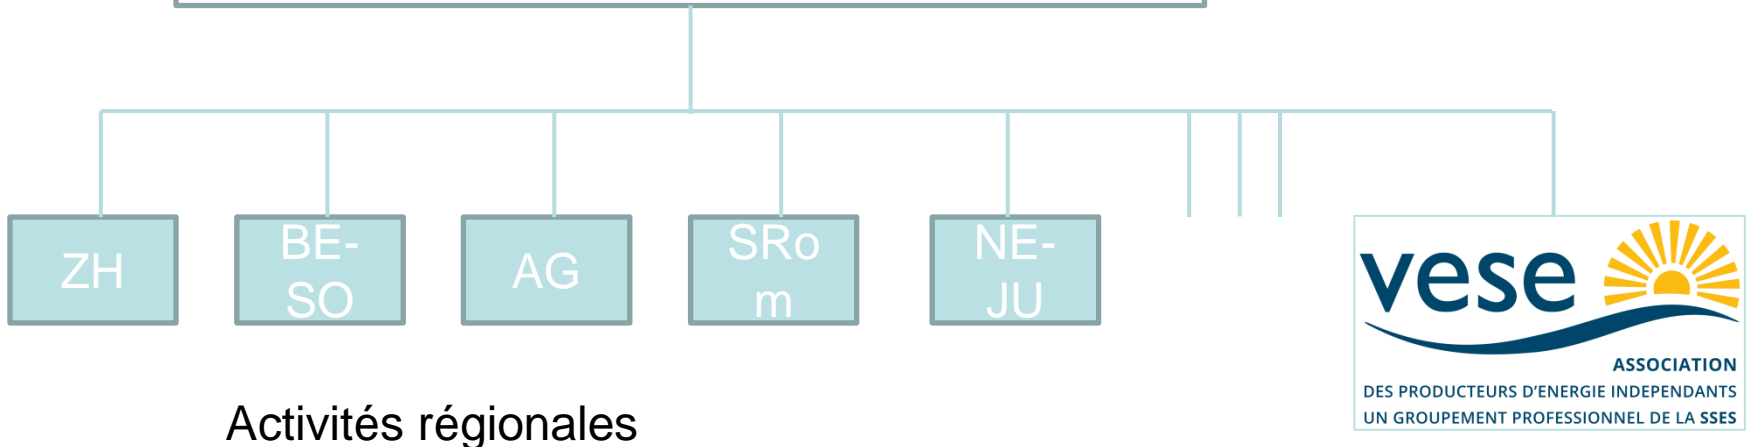 ZH
BE-
SO
AG
SRo
m
NE-
JU
vese
ASSOCIATION
DES PRODUCTEURS D'ENERGIE INDEPENDANTS
UN GROUPEMENT PROFESSIONNEL DE LA SSES
Activités régionales